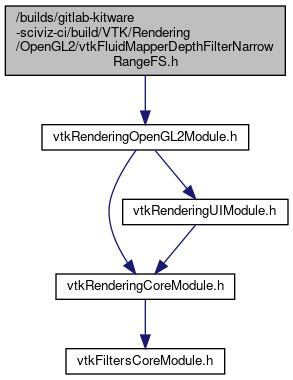 /builds/gitlab-kitware
-sciviz-ci/build/VTK/Rendering
/OpenGL2/vtkFluidMapperDepthFilterNarrow
RangeFS.h
vtkRenderingOpenGL2Module.h
vtkRenderingUIModule.h
vtkRenderingCoreModule.h
vtkFiltersCoreModule.h